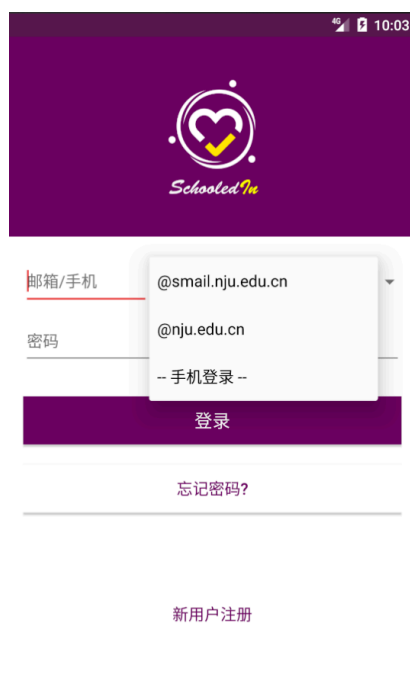 4G 10:03
SchooledIn
邮箱/手机
@smail.nju.edu.cn
@nju.edu.cn
-- 手机登录 --
密码
登录
忘记密码?
新用户注册